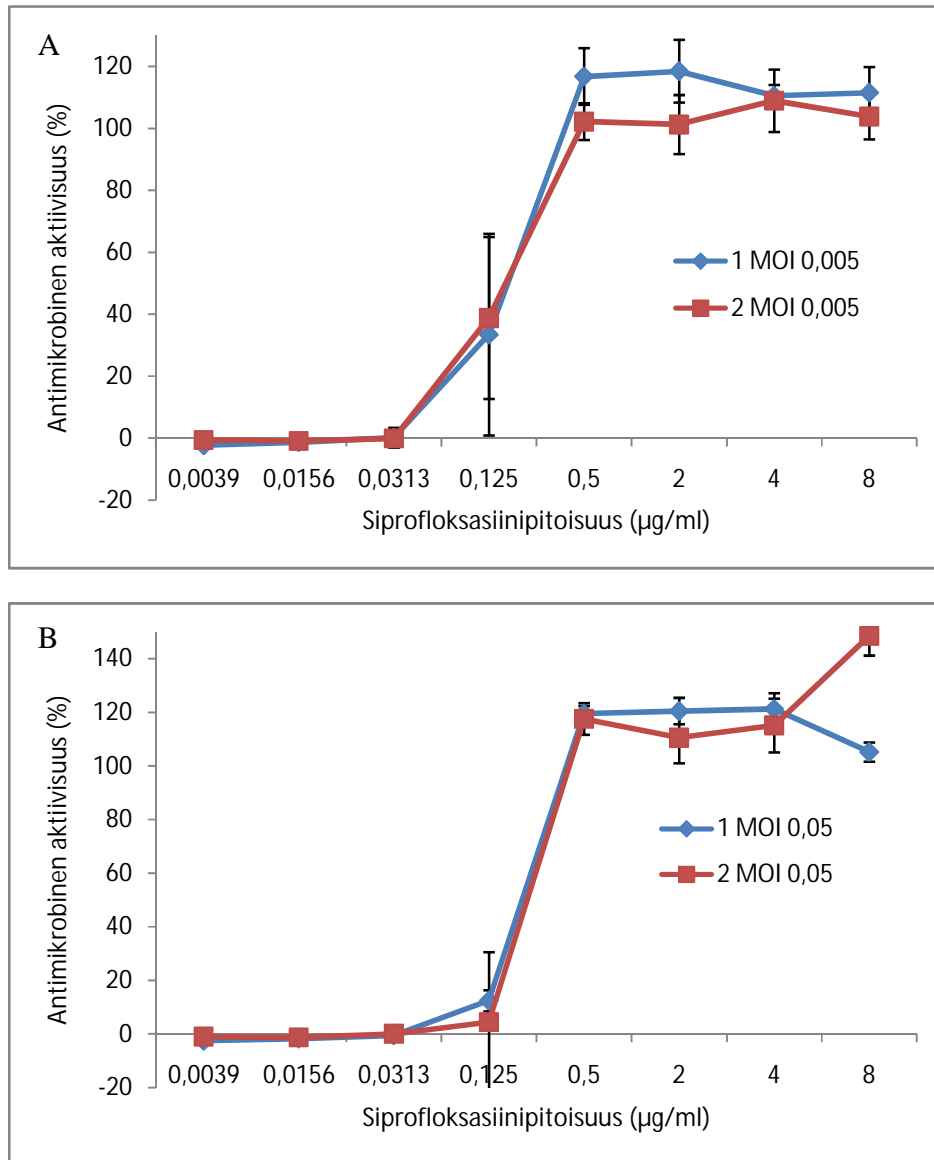 A
Antimikrobinen aktiivisuus (%)
120
100
80
60
40
20
0
-20
1 MOI 0,005
2 MOI 0,005
0,0039 0,0156 0,0313 0,125 0,5 2 4 8
Siprofloksasiinipitoisuus (µg/ml)
B
Antimikrobinen aktiivisuus (%)
140
120
100
80
60
40
20
0
-20
1 MOI 0,05
2 MOI 0,05
0,0039 0,0156 0,0313 0,125 0,5 2 4 8
Siprofloksasiinipitoisuus (µg/ml)